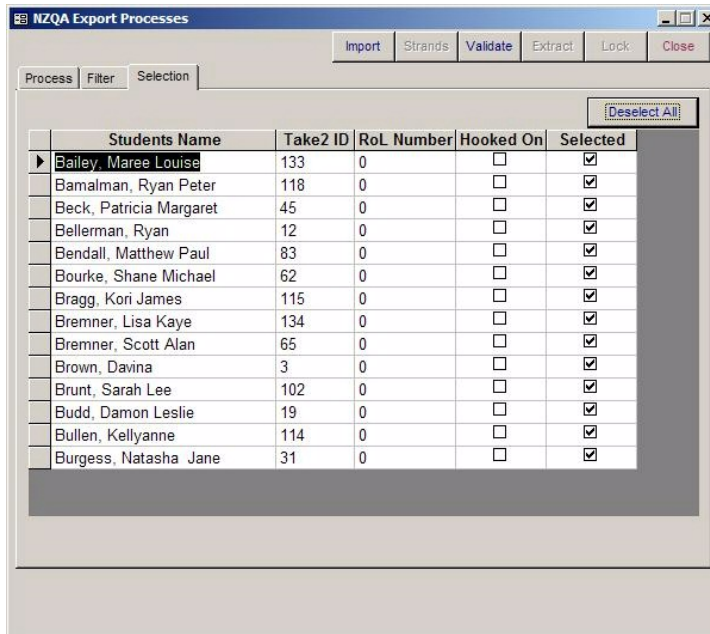 NZQA Export Processes
Import Strands Validate Extract Lock Close
Process Filter Selection
Deselect All
Students Name Take2 ID RoL Number Hooked On Selected
Bailey, Maree Louise 133 0
Bamalman, Ryan Peter 118 0
Beck, Patricia Margaret 45 0
Bellerman, Ryan 12 0
Bendall, Matthew Paul 83 0
Bourke, Shane Michael 62 0
Bragg, Kori James 115 0
Bremner, Lisa Kaye 134 0
Bremner, Scott Alan 65 0
Brown, Davina 3 0
Brunt, Sarah Lee 102 0
Budd, Damon Leslie 19 0
Bullen, Kellyanne 114 0
Burgess, Natasha  Jane 31 0